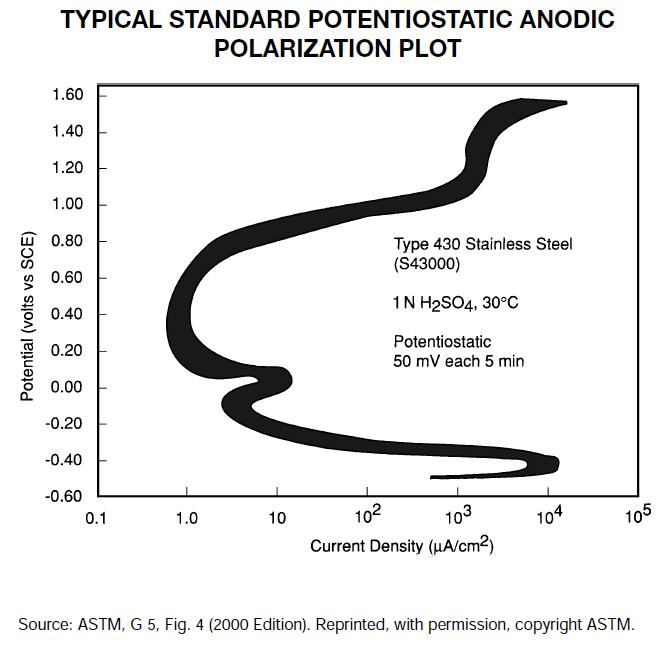 TYPICAL STANDARD POTENTIOSTATIC ANODIC
POLARIZATION PLOT
1.60
1.40
1.20
1.00
0.80
0.60
0.40
0.20
0.00
-0.20
-0.40
-0.60
Potential (volts vs SCE)
Type 430 Stainless Steel
(S43000)
1 N H₂SO₄, 30°C
Potentiostatic
50 mV each 5 min
0.1 1.0 10 10² 10³ 10⁴ 10⁵
Current Density (μA/cm²)
Source: ASTM, G 5, Fig. 4 (2000 Edition). Reprinted, with permission, copyright ASTM.